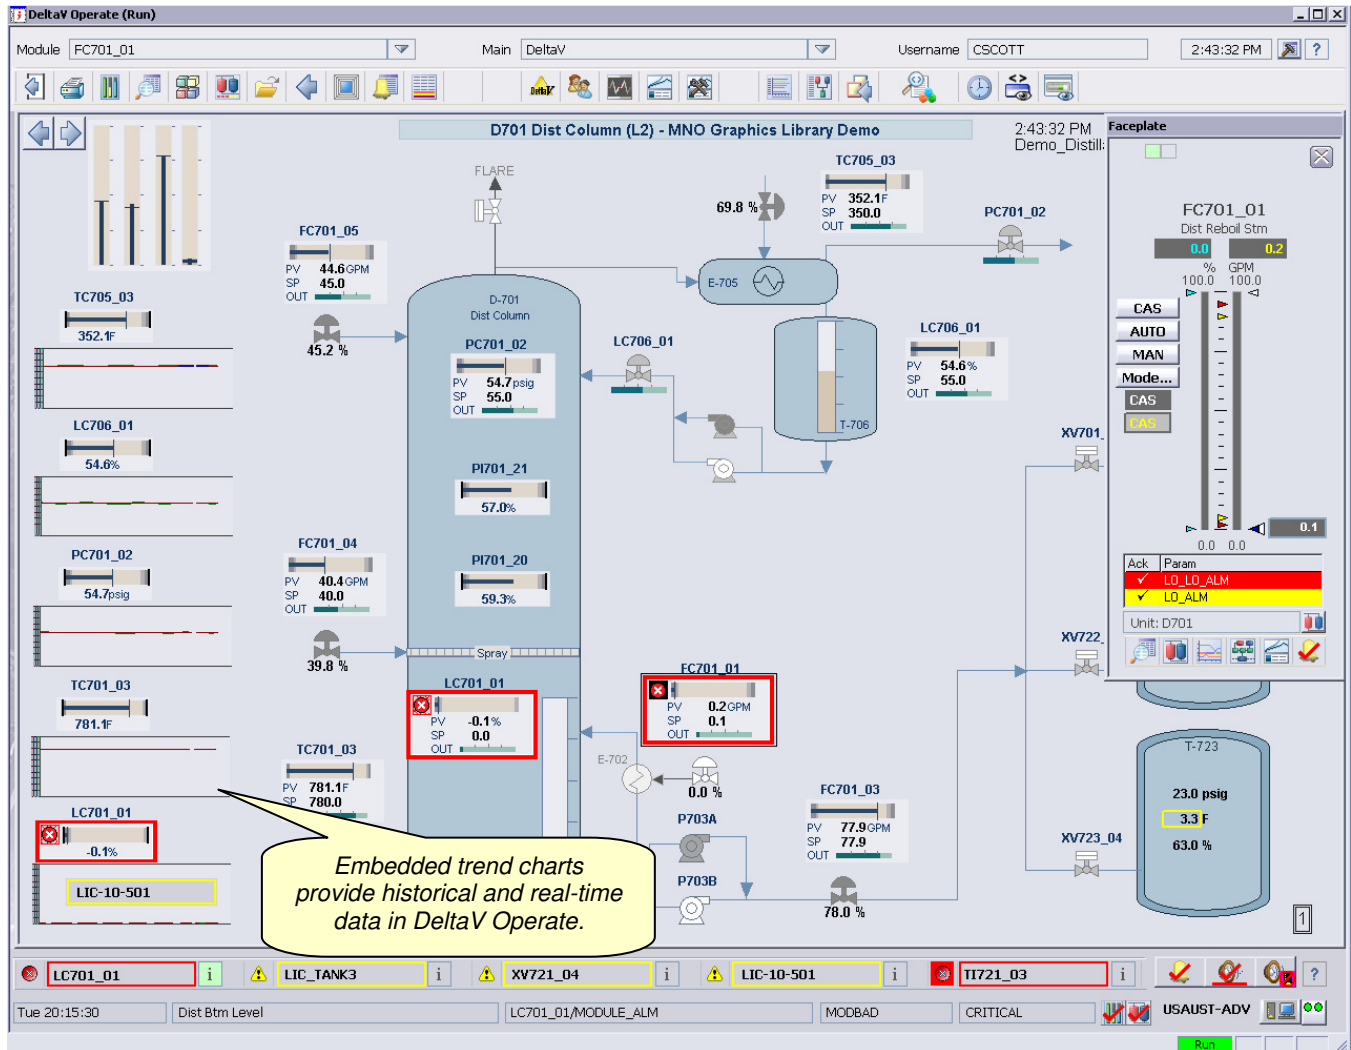 DeltaV Operate (Run)
Module FC701_01 Main DeltaV Username CSCOTT 2:43:32 PM ?
DeltaV
D701 Dist Column (L2) - MNO Graphics Library Demo
2:43:32 PM
Demo_Distill
FLARE
TC705_03
352.1F
LC706_01
54.6%
PC701_02
54.7psig
TC701_03
781.1F
LC701_01
-0.1%
LIC-10-501
FC701_05
PV 44.6GPM
SP 45.0
OUT
45.2 %
FC701_04
PV 40.4GPM
SP 40.0
OUT
39.8 %
TC701_03
PV 781.1F
SP 780.0
D-701
Dist Column
PC701_02
PV 54.7psig
SP 55.0
OUT
PI701_21
57.0%
PI701_20
59.3%
Spray
LC701_01
PV -0.1%
SP 0.0
OUT
69.8 %
TC705_03
PV 352.1F
SP 350.0
OUT
PC701_02
E-705
LC706_01
LC706_01
PV 54.6%
SP 55.0
OUT
T-706
FC701_01
PV 0.2GPM
SP 0.1
OUT
E-702
0.0 %
P703A
P703B
FC701_03
PV 77.9GPM
SP 77.9
OUT
78.0 %
XV701_
XV722_
XV723_04
T-723
23.0 psig
3.3 F
63.0 %
1
Embedded trend charts
provide historical and real-time
data in DeltaV Operate.
Faceplate
FC701_01
Dist Reboil Stm
0.0 0.2
% GPM
100.0 100.0
CAS
AUTO
MAN
Mode...
CAS
CAS
0.1
0.0 0.0
Ack Param
LO_LO_ALM
LO_ALM
Unit: D701
LC701_01 i LIC_TANK3 i XV721_04 i LIC-10-501 i TI721_03 i ?
Tue 20:15:30 Dist Btm Level LC701_01/MODULE_ALM MODBAD CRITICAL USAUST-ADV
Run